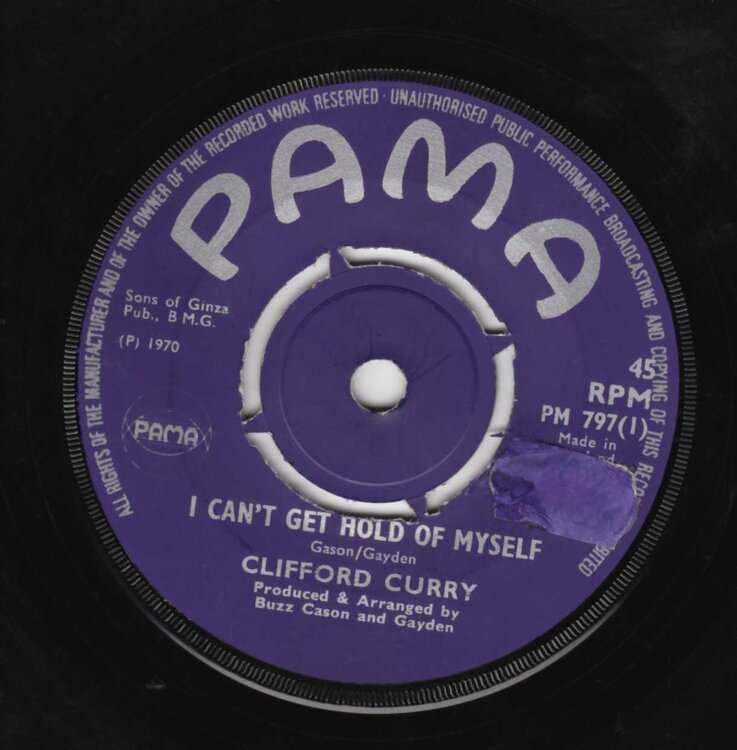 ALL RIGHTS OF THE MANUFACTURER AND OF THE OWNER OF THE RECORDED WORK RESERVED · UNAUTHORISED PUBLIC PERFORMANCE BROADCASTING AND COPYING OF THIS
PAMA
Sons of Ginza
Pub., B M.G.
(P) 1970
45
RPM
PM 797(1)
Made in
PAMA
I CAN'T GET HOLD OF MYSELF
Gason/Gayden
CLIFFORD CURRY
Produced & Arranged by
Buzz Cason and Gayden